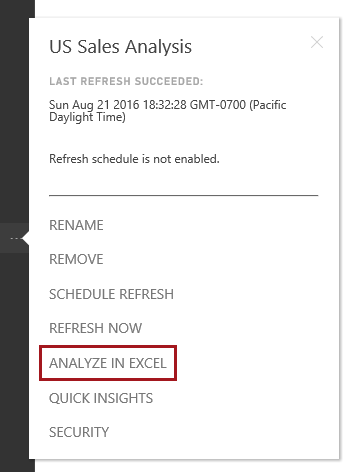 US Sales Analysis
LAST REFRESH SUCCEEDED:
Sun Aug 21 2016 18:32:28 GMT-0700 (Pacific
Daylight Time)
Refresh schedule is not enabled.
RENAME
REMOVE
SCHEDULE REFRESH
REFRESH NOW
ANALYZE IN EXCEL
QUICK INSIGHTS
SECURITY